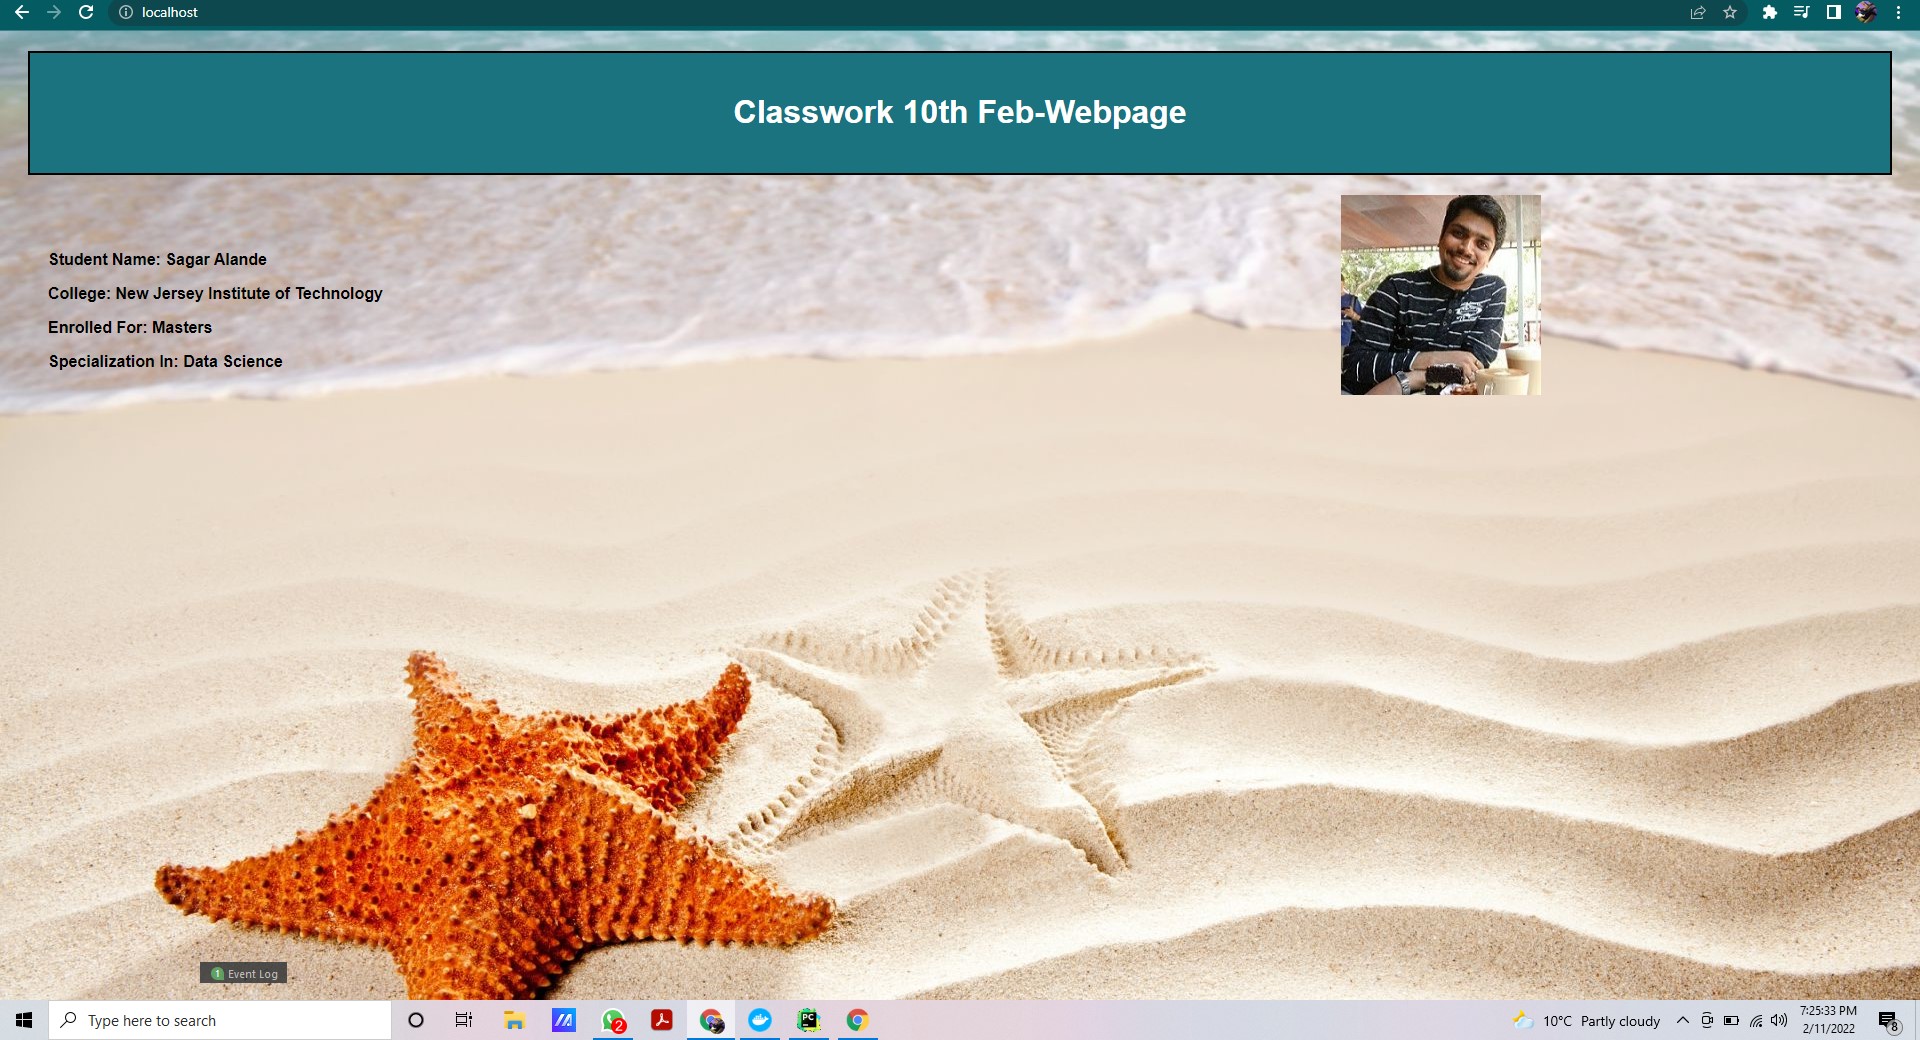 localhost
Classwork 10th Feb-Webpage
Student Name: Sagar Alande
College: New Jersey Institute of Technology
Enrolled For: Masters
Specialization In: Data Science
1 Event Log
Type here to search
2
PC
10°C Partly cloudy
7:25:33 PM
2/11/2022
8